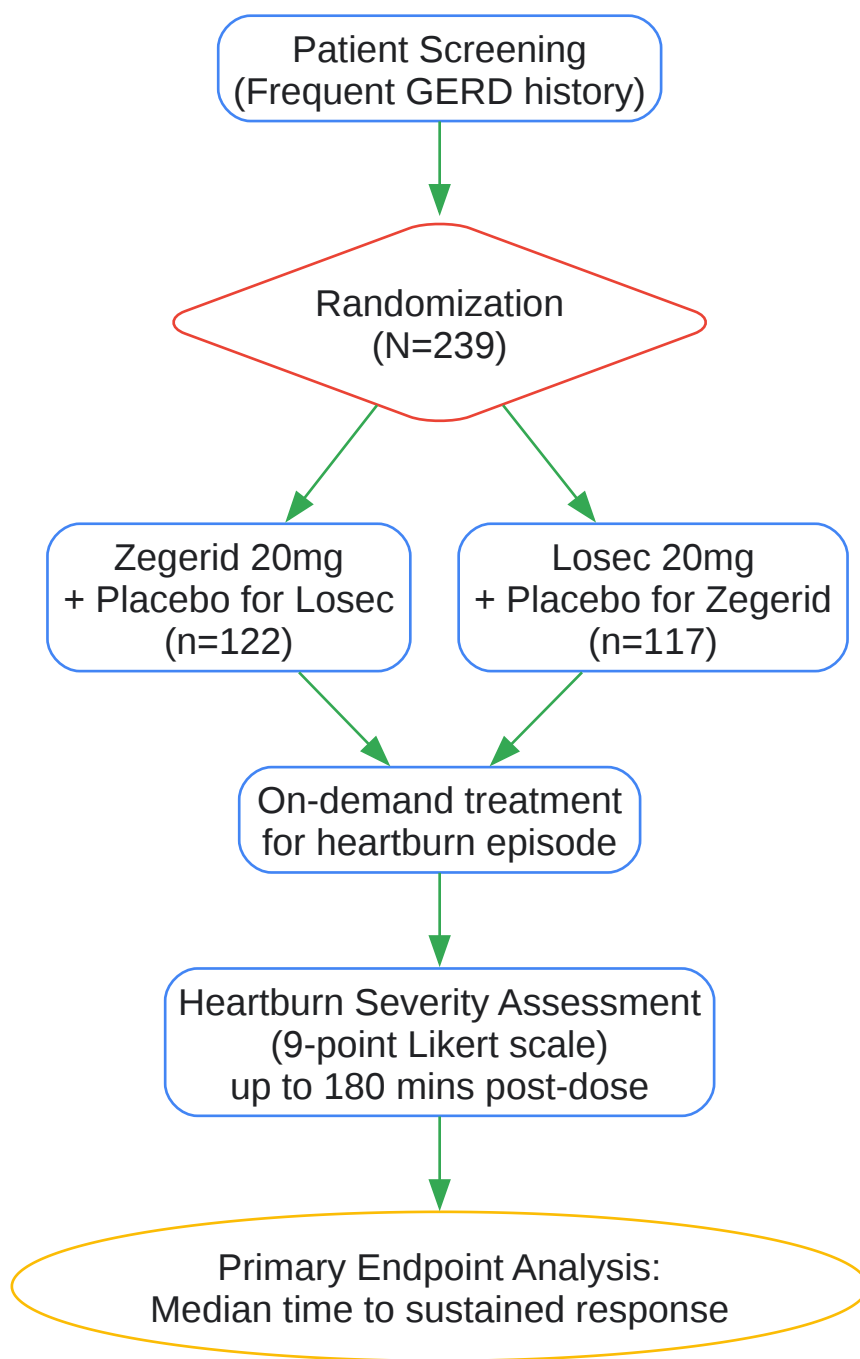 Patient Screening
(Frequent GERD history)
Randomization
(N=239)
Zegerid 20mg
+ Placebo for Losec
(n=122)
Losec 20mg
+ Placebo for Zegerid
(n=117)
On-demand treatment
for heartburn episode
Heartburn Severity Assessment
(9-point Likert scale)
up to 180 mins post-dose
Primary Endpoint Analysis:
Median time to sustained response